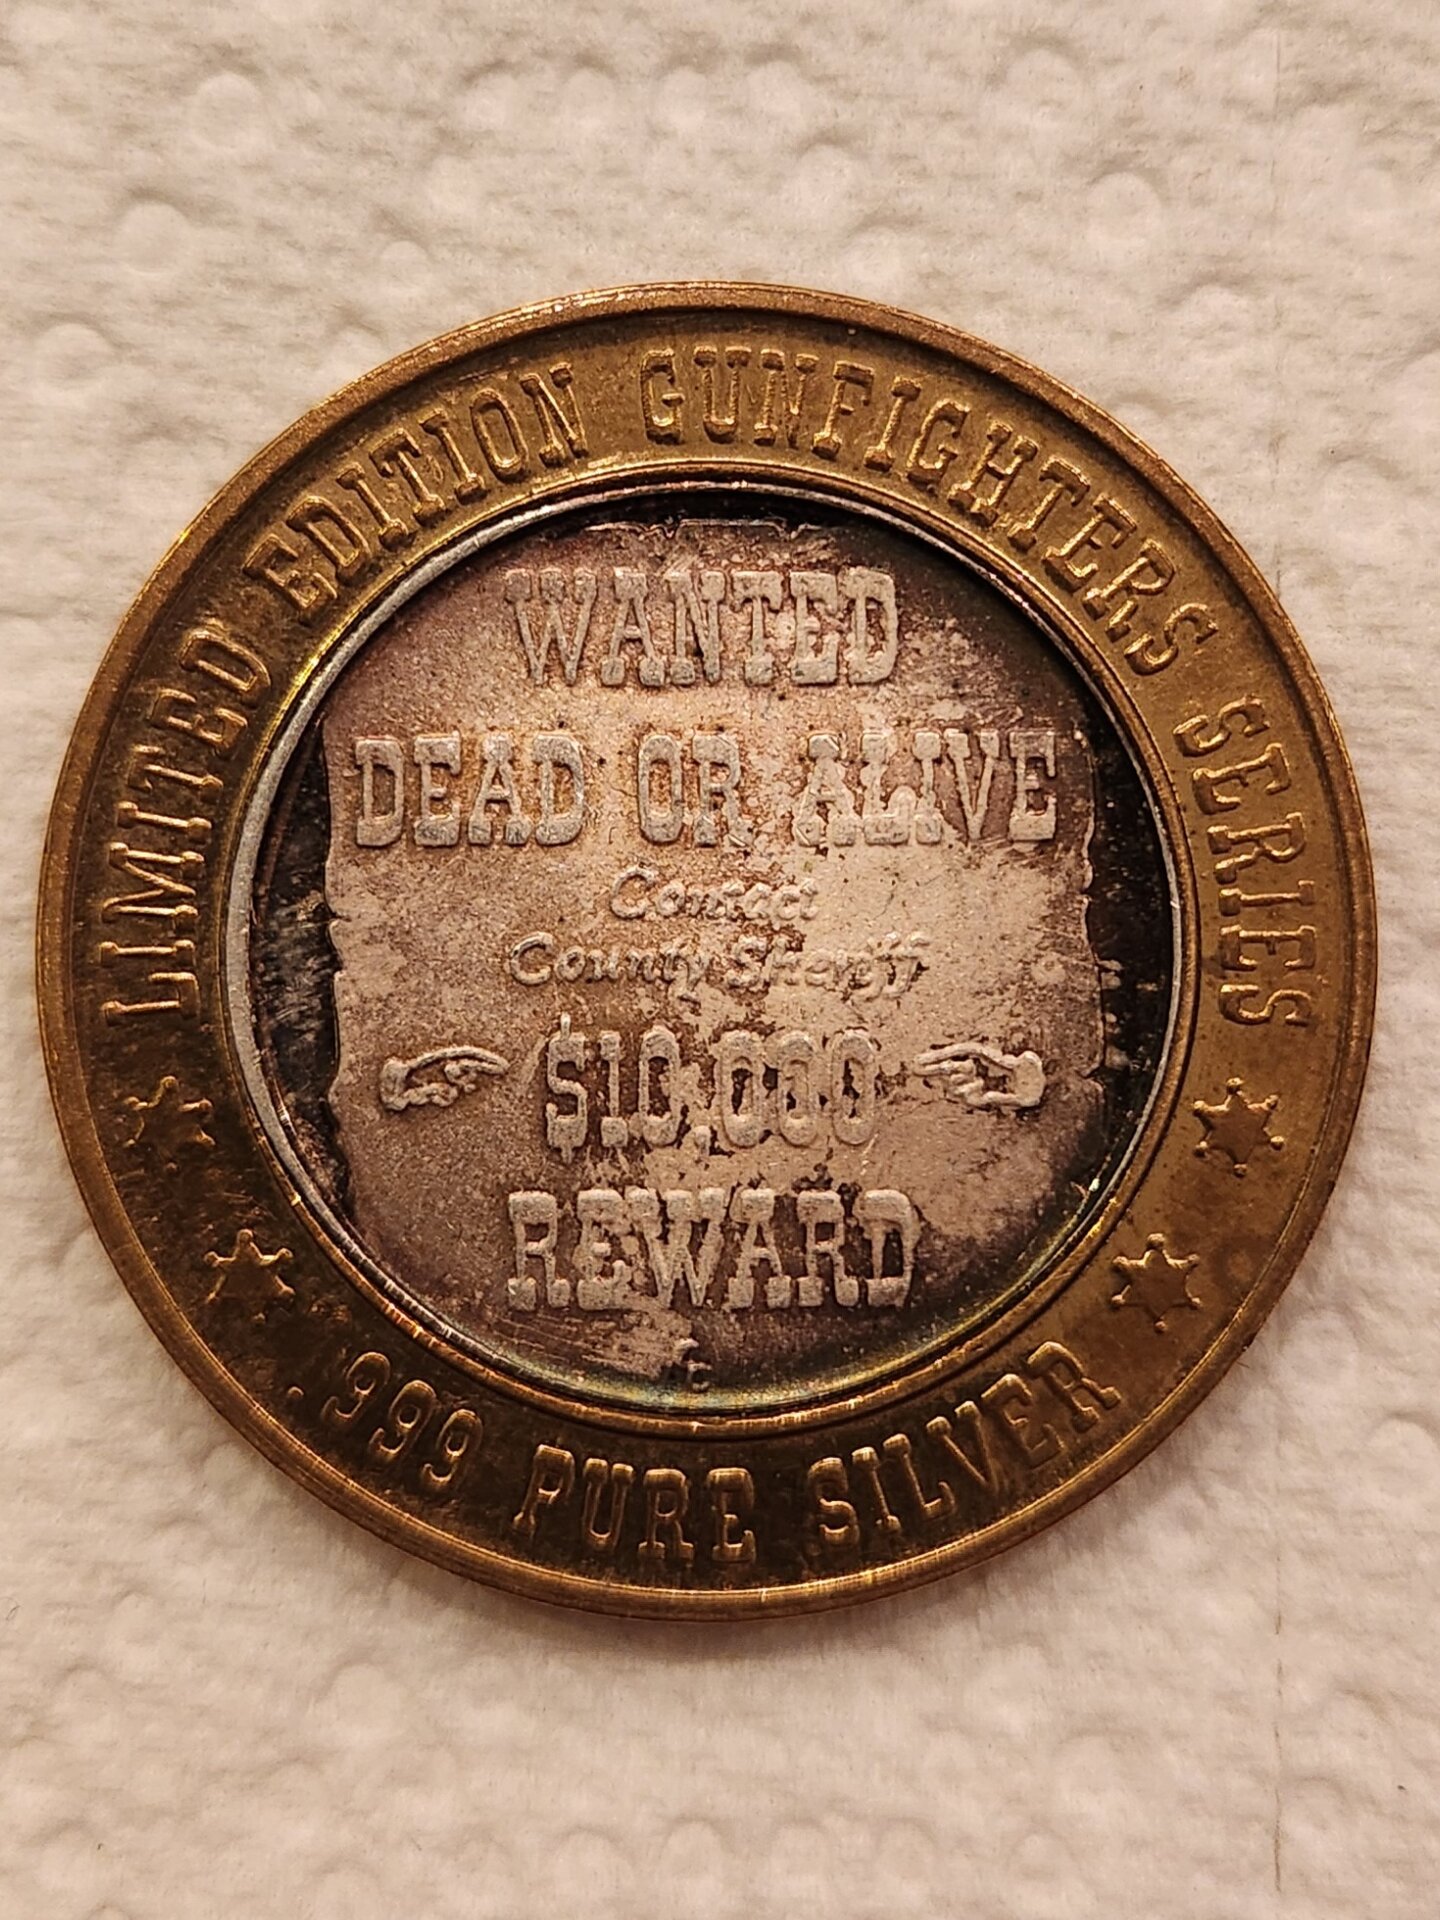 LIMITED EDITION GUNFIGHTERS SERIES
WANTED
DEAD OR ALIVE
Contact
County Sheriff
$10,000
REWARD
.999 PURE SILVER